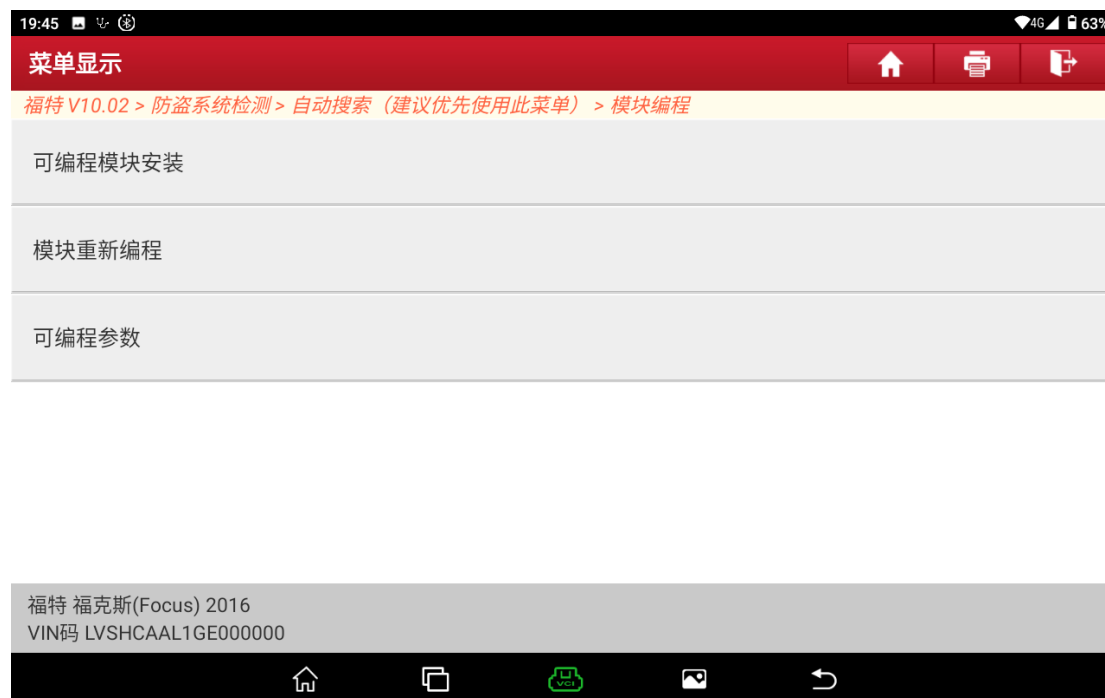 19:45
4G 63%
菜单显示
福特 V10.02 > 防盗系统检测 > 自动搜索（建议优先使用此菜单） > 模块编程
可编程模块安装
模块重新编程
可编程参数
福特 福克斯(Focus) 2016
VIN码 LVSHCAAL1GE000000
VCI